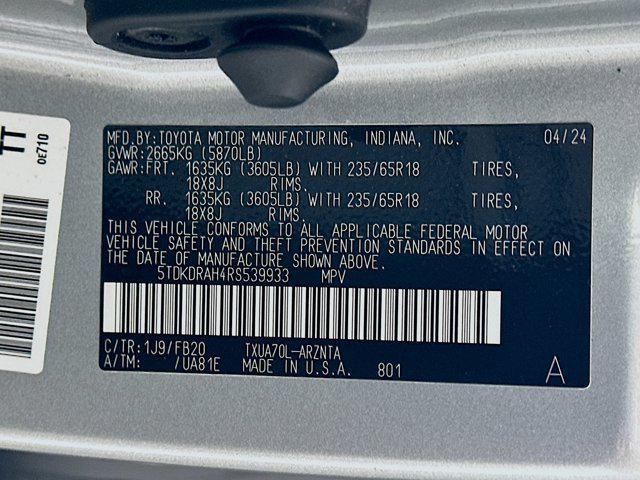 TT
0E710
MFD.BY:TOYOTA MOTOR MANUFACTURING, INDIANA, INC. 04/24
GVWR:2665KG (5870LB)
GAWR:FRT. 1635KG (3605LB) WITH 235/65R18 TIRES,
18X8J RIMS.
RR. 1635KG (3605LB) WITH 235/65R18 TIRES,
18X8J RIMS.
THIS VEHICLE CONFORMS TO ALL APPLICABLE FEDERAL MOTOR
VEHICLE SAFETY AND THEFT PREVENTION STANDARDS IN EFFECT ON
THE DATE OF MANUFACTURE SHOWN ABOVE.
5TDKDRAH4RS539933 MPV
C/TR:1J9/FB20 TXUA70L-ARZNTA
A/TM: /UA81E MADE IN U.S.A. 801 A